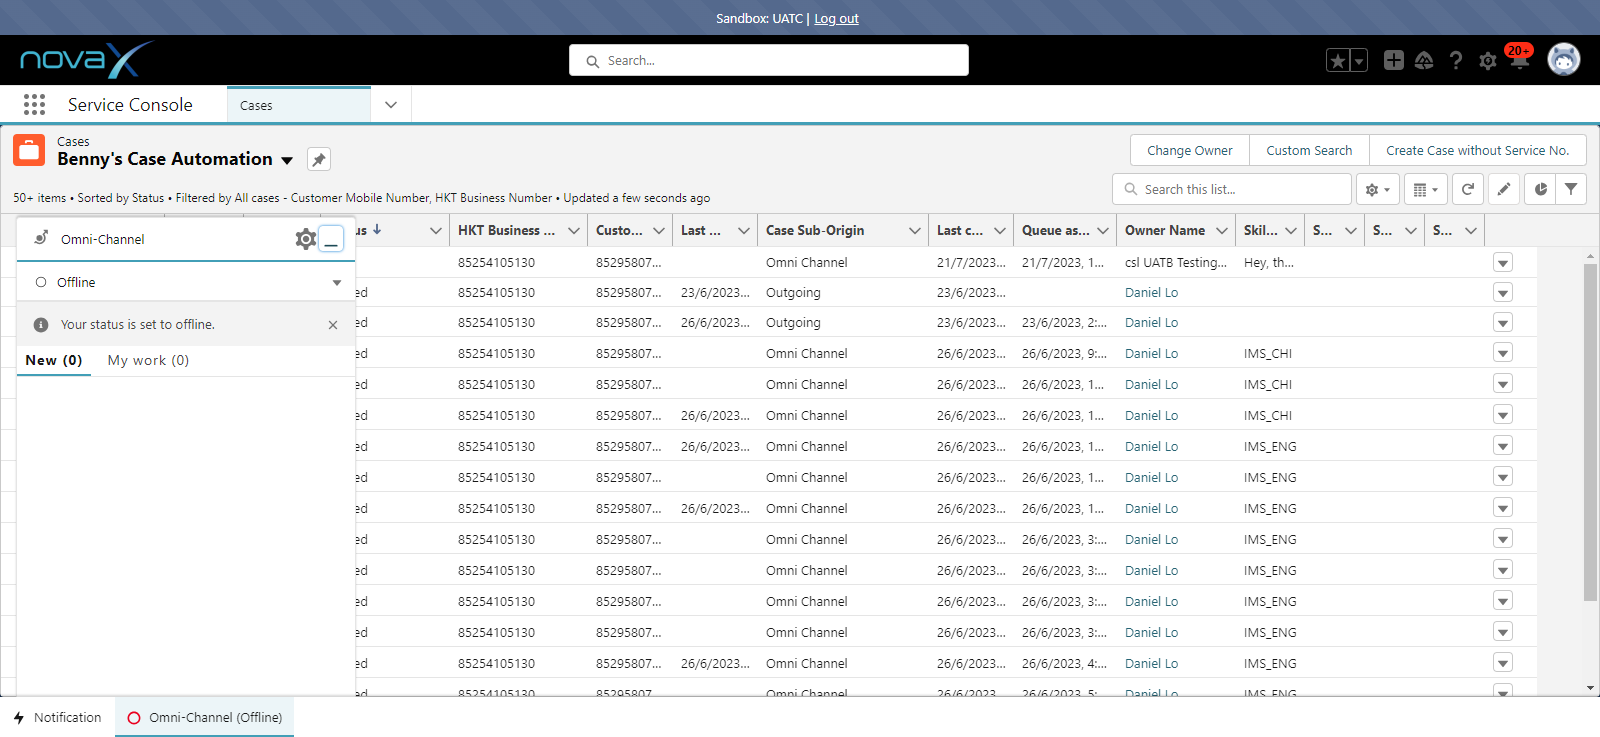 Sandbox: UATC | Log out
novaX
Search...
20+
Service Console
Cases
Cases
Benny's Case Automation
Change Owner
Custom Search
Create Case without Service No.
50+ items • Sorted by Status • Filtered by All cases - Customer Mobile Number, HKT Business Number • Updated a few seconds ago
Search this list...
us HKT Business ... Custo... Last ... Case Sub-Origin Last c... Queue as... Owner Name Skil... S... S... S...
Omni-Channel
Offline
Your status is set to offline.
New (0) My work (0)
85254105130 85295807... Omni Channel 21/7/2023... 21/7/2023, 1... csl UATB Testing... Hey, th...
ed 85254105130 85295807... 23/6/2023... Outgoing 23/6/2023... Daniel Lo
ed 85254105130 85295807... 26/6/2023... Outgoing 23/6/2023... 23/6/2023, 2:... Daniel Lo
ed 85254105130 85295807... Omni Channel 26/6/2023... 26/6/2023, 9:... Daniel Lo IMS_CHI
ed 85254105130 85295807... Omni Channel 26/6/2023... 26/6/2023, 1... Daniel Lo IMS_CHI
ed 85254105130 85295807... 26/6/2023... Omni Channel 26/6/2023... 26/6/2023, 1... Daniel Lo IMS_CHI
ed 85254105130 85295807... 26/6/2023... Omni Channel 26/6/2023... 26/6/2023, 1... Daniel Lo IMS_ENG
ed 85254105130 85295807... Omni Channel 26/6/2023... 26/6/2023, 1... Daniel Lo IMS_ENG
ed 85254105130 85295807... 26/6/2023... Omni Channel 26/6/2023... 26/6/2023, 1... Daniel Lo IMS_ENG
ed 85254105130 85295807... Omni Channel 26/6/2023... 26/6/2023, 3:... Daniel Lo IMS_ENG
ed 85254105130 85295807... Omni Channel 26/6/2023... 26/6/2023, 3:... Daniel Lo IMS_ENG
ed 85254105130 85295807... Omni Channel 26/6/2023... 26/6/2023, 3:... Daniel Lo IMS_ENG
ed 85254105130 85295807... Omni Channel 26/6/2023... 26/6/2023, 3:... Daniel Lo IMS_ENG
ed 85254105130 85295807... 26/6/2023... Omni Channel 26/6/2023... 26/6/2023, 4:... Daniel Lo IMS_ENG
ed 85254105130 85295807... Omni Channel 26/6/2023... 26/6/2023, 5:... Daniel Lo IMS_ENG
Notification
Omni-Channel (Offline)